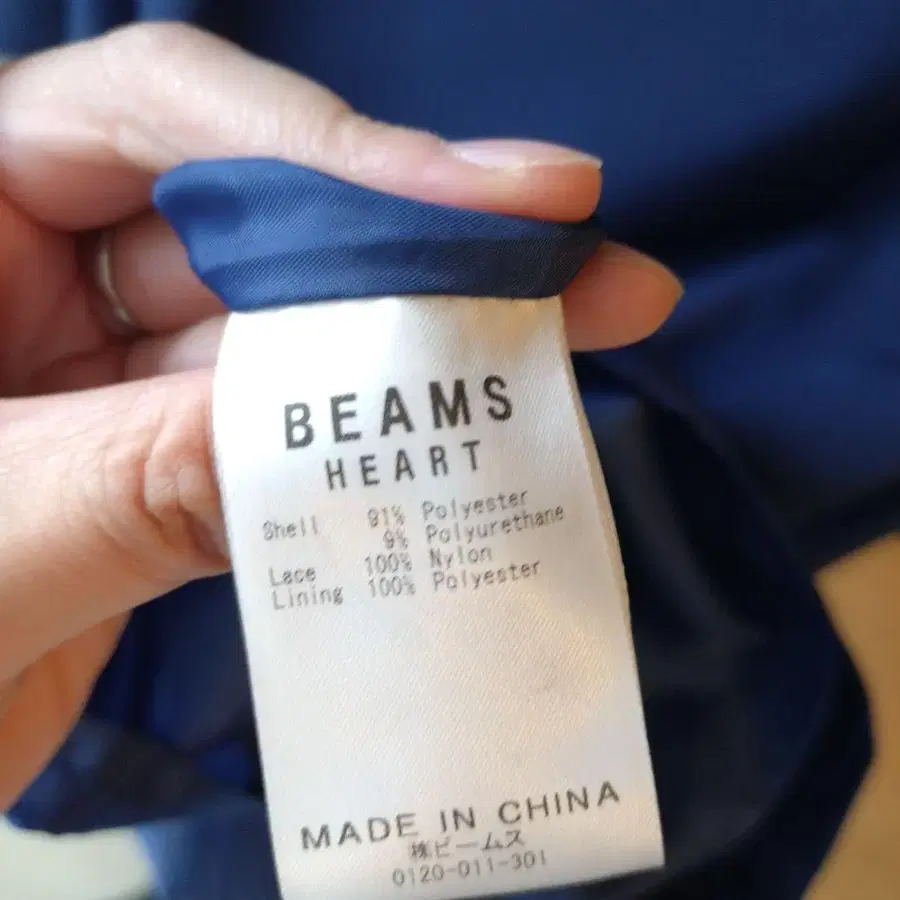 BEAMS
HEART
Shell 91% Polyester
9% Polyurethane
Lace 100% Nylon
Lining 100% Polyester
MADE IN CHINA
㈱ビームス
0120-011-301